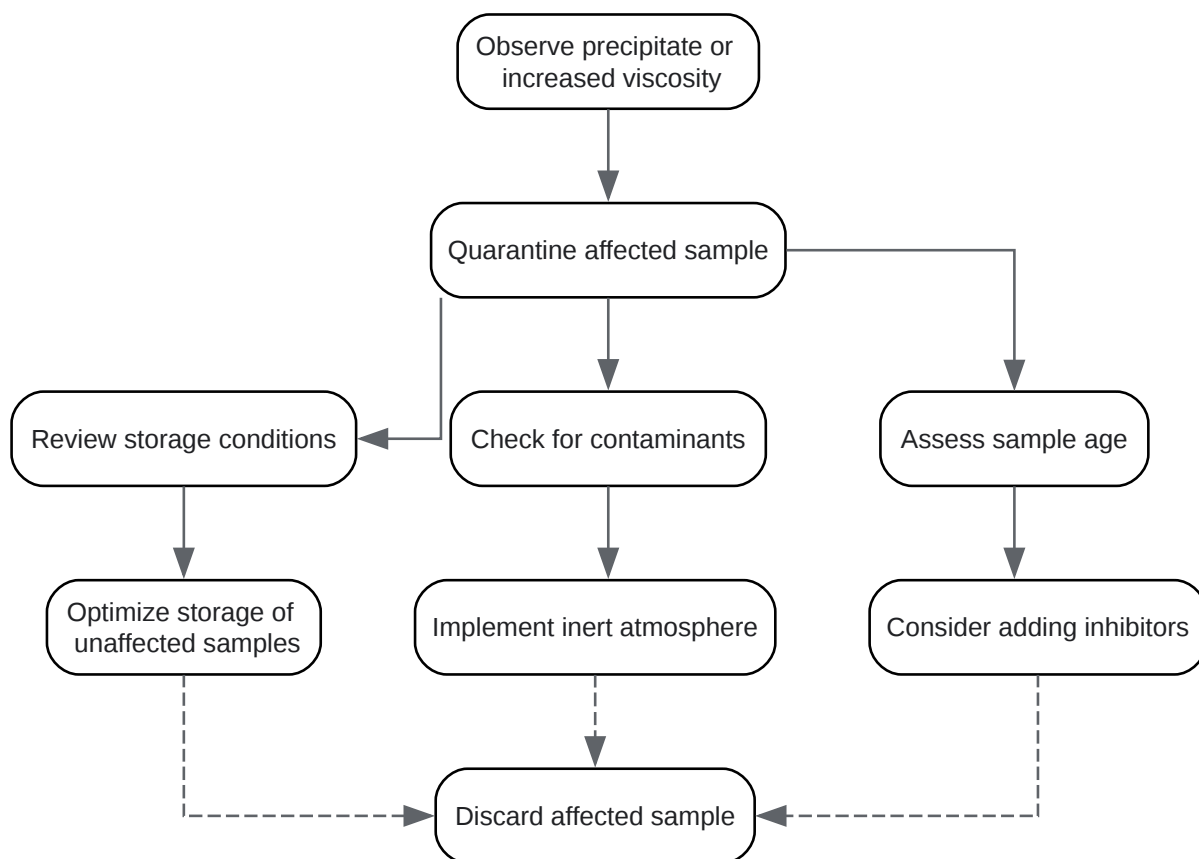 Observe precipitate or
increased viscosity
Quarantine affected sample
Review storage conditions
Check for contaminants
Assess sample age
Optimize storage of
unaffected samples
Implement inert atmosphere
Consider adding inhibitors
Discard affected sample